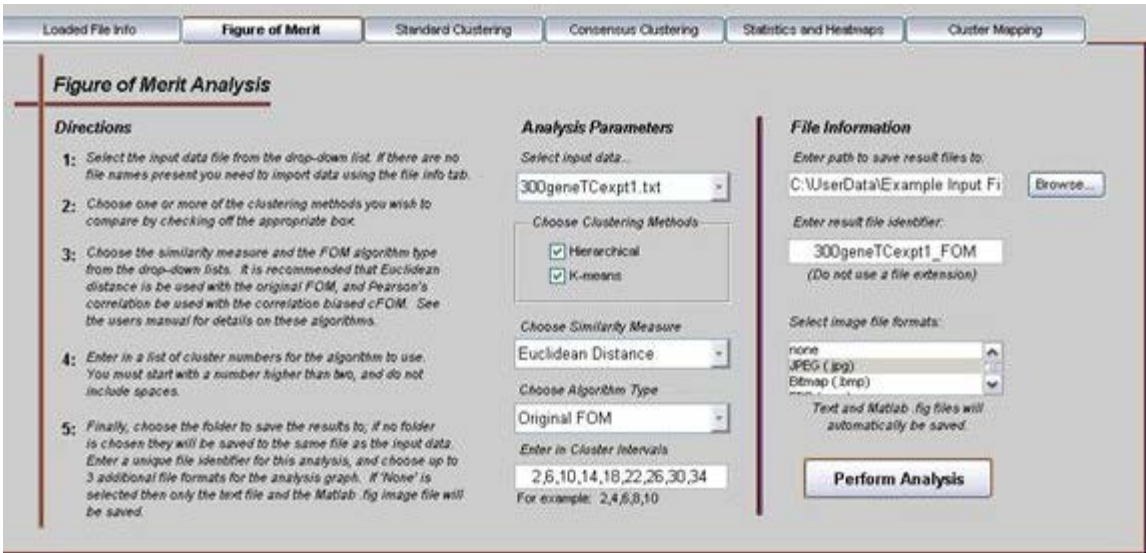 Loaded File Info
Figure of Merit
Standard Clustering
Consensus Clustering
Statistics and Heatmaps
Cluster Mapping
Figure of Merit Analysis
Directions
1: Select the input data file from the drop-down list. If there are no
file names present you need to import data using the file info tab.
2: Choose one or more of the clustering methods you wish to
compare by checking off the appropriate box.
3: Choose the similarity measure and the FOM algorithm type
from the drop-down lists. It is recommended that Euclidean
distance is be used with the original FOM, and Pearson's
correlation be used with the correlation biased cFOM. See
the users manual for details on these algorithms.
4: Enter in a list of cluster numbers for the algorithm to use.
You must start with a number higher than two, and do not
include spaces.
5: Finally, choose the folder to save the results to; if no folder
is chosen they will be saved to the same file as the input data.
Enter a unique file identifier for this analysis, and choose up to
3 additional file formats for the analysis graph. If 'None' is
selected then only the text file and the Matlab .fig image file will
be saved.
Analysis Parameters
Select input data...
300geneTCexpt1.txt
Choose Clustering Methods
Hierarchical
K-means
Choose Similarity Measure
Euclidean Distance
Choose Algorithm Type
Original FOM
Enter in Cluster Intervals
2,6,10,14,18,22,26,30,34
For example: 2,4,6,8,10
File Information
Enter path to save result files to:
C:\UserData\Example Input Fi
Browse...
Enter result file identifier:
300geneTCexpt1_FOM
(Do not use a file extension)
Select image file formats:
none
JPEG (.jpg)
Bitmap (.bmp)
Text and Matlab .fig files will
automatically be saved.
Perform Analysis